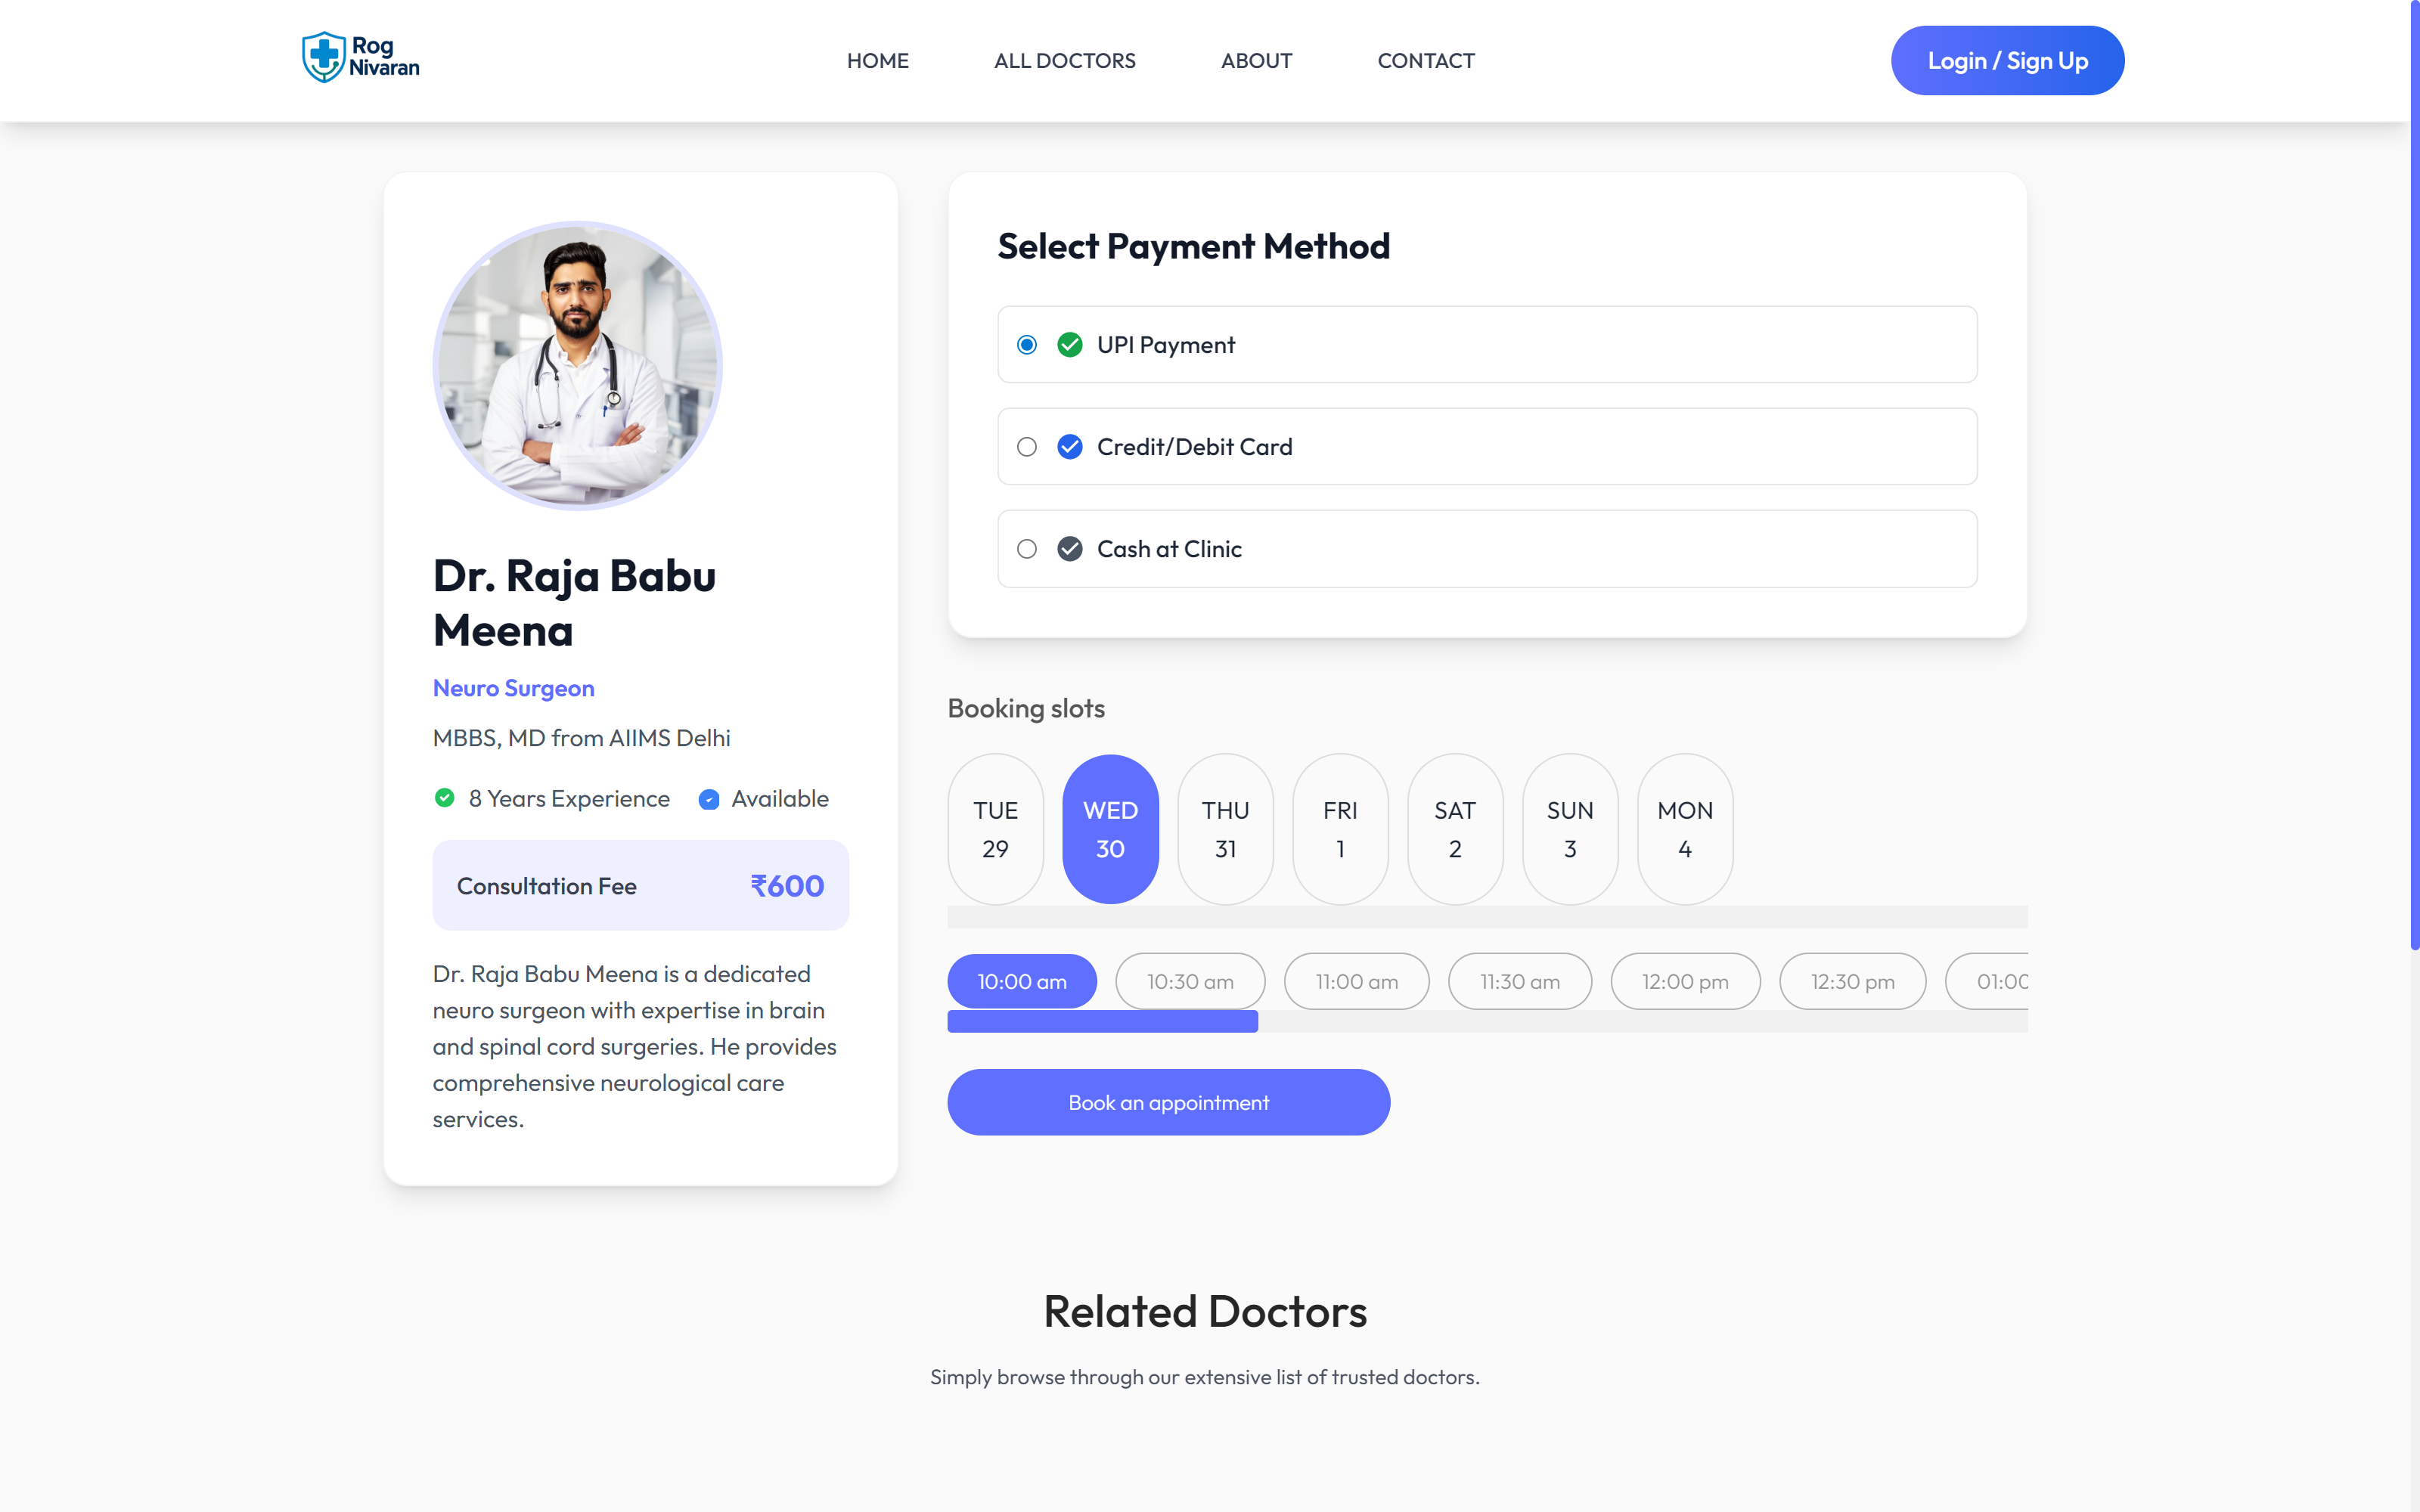 Rog
Nivaran
HOME
ALL DOCTORS
ABOUT
CONTACT
Login / Sign Up
Dr. Raja Babu
Meena
Neuro Surgeon
MBBS, MD from AIIMS Delhi
8 Years Experience
Available
Consultation Fee
₹600
Dr. Raja Babu Meena is a dedicated
neuro surgeon with expertise in brain
and spinal cord surgeries. He provides
comprehensive neurological care
services.
Select Payment Method
UPI Payment
Credit/Debit Card
Cash at Clinic
Booking slots
TUE
29
WED
30
THU
31
FRI
1
SAT
2
SUN
3
MON
4
10:00 am
10:30 am
11:00 am
11:30 am
12:00 pm
12:30 pm
01:00
Book an appointment
Related Doctors
Simply browse through our extensive list of trusted doctors.